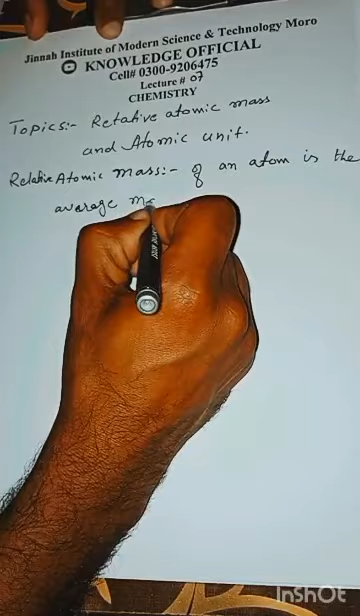 Jinnah Institute of Modern Science & Technology Moro
KNOWLEDGE OFFICIAL
Cell# 0300-9206475
Lecture # 07
CHEMISTRY
Topics:- Retative atomic mass
and Atomic unit.
Relative Atomic mass:- of an atom is the
average
InShOt